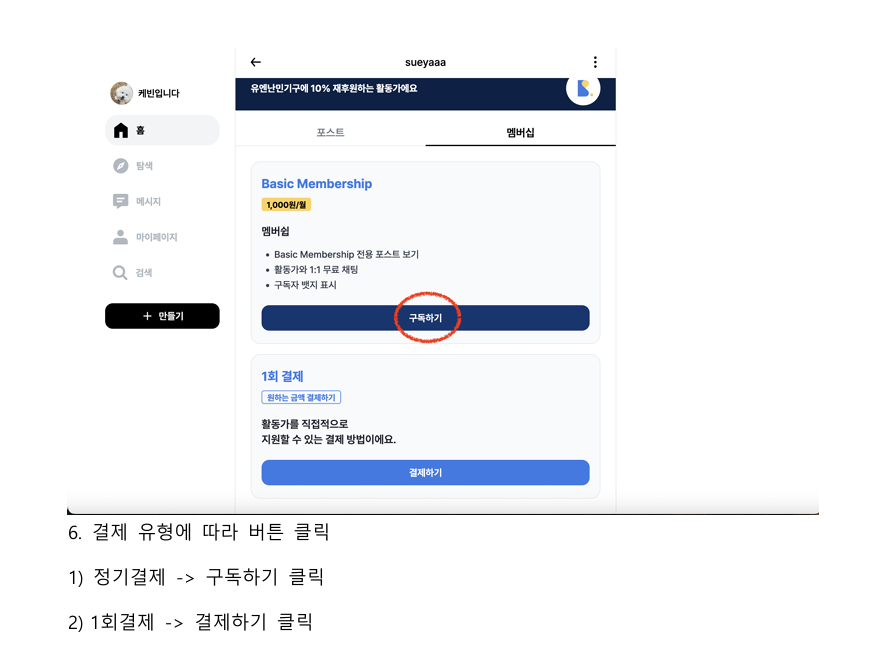 sueyaaa
케빈입니다
홈
탐색
메시지
마이페이지
검색
+ 만들기
유엔난민기구에 10% 재후원하는 활동가에요
B.
포스트 멤버십
Basic Membership
1,000원/월
멤버쉽
• Basic Membership 전용 포스트 보기
• 활동가와 1:1 무료 채팅
• 구독자 뱃지 표시
구독하기
1회 결제
원하는 금액 결제하기
활동가를 직접적으로
지원할 수 있는 결제 방법이에요.
결제하기
6. 결제 유형에 따라 버튼 클릭
1) 정기결제 -> 구독하기 클릭
2) 1회결제 -> 결제하기 클릭